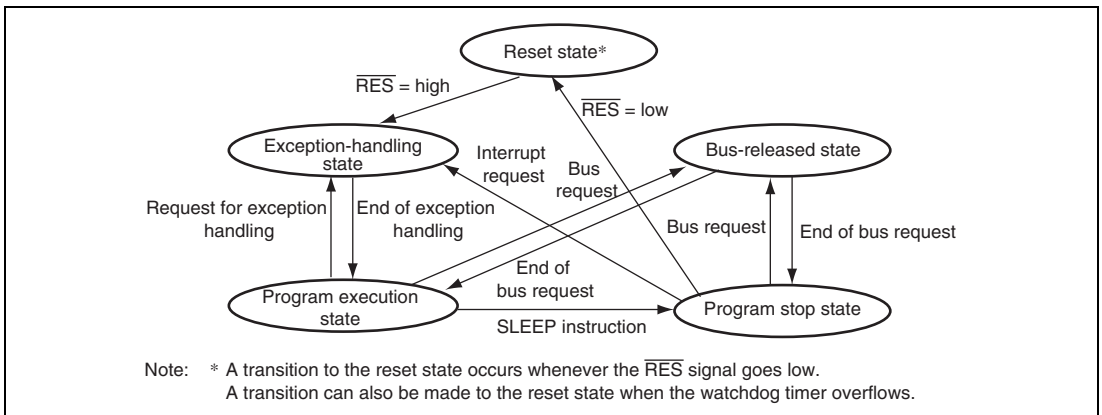 Reset state*
RES = high
RES = low
Exception-handling
state
Interrupt
request
Bus
request
Bus-released state
Request for exception
handling
End of exception
handling
Bus request
End of bus request
End of
bus request
Program execution
state
SLEEP instruction
Program stop state
Note: * A transition to the reset state occurs whenever the RES signal goes low.
A transition can also be made to the reset state when the watchdog timer overflows.